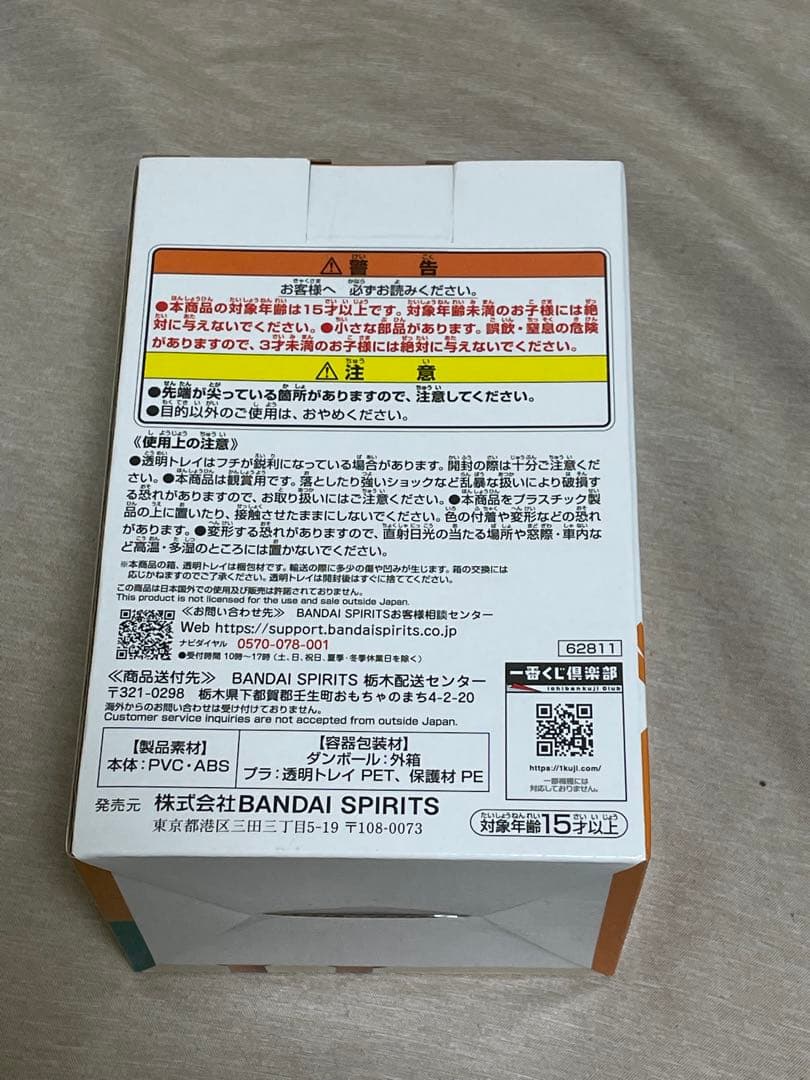 ⚠警告
お客様へ 必ずお読みください。
●本商品の対象年齢は15才以上です。対象年齢未満のお子様には絶
対に与えないでください。●小さな部品があります。誤飲・窒息の危険
がありますので、3才未満のお子様には絶対に与えないでください。
⚠注意
●先端が尖っている箇所がありますので、注意してください。
●目的以外のご使用は、おやめください。
《使用上の注意》
●透明トレイはフチが鋭利になっている場合があります。開封の際は十分ご注意くだ
さい。●本商品は観賞用です。落としたり強いショックなど乱暴な扱いにより破損す
る恐れがありますので、お取り扱いにはご注意ください。●本商品をプラスチック製
品の上に置いたり、接触させたままにしないでください。色の付着や変形などの恐れ
があります。●変形する恐れがありますので、直射日光の当たる場所や窓際・車内な
ど高温・多湿のところには置かないでください。
※本商品の箱、透明トレイは梱包材です。輸送の際に多少の傷や凹みが生じます。箱の交換には
応じかねますのでご了承ください。透明トレイは開封後はすぐに捨ててください。
この商品は日本国外での使用及び販売は許諾されておりません。
This product is not licensed for the use and sale outside Japan.
≪お問い合わせ先≫ BANDAI SPIRITSお客様相談センター
Web https://support.bandaispirits.co.jp
ナビダイヤル 0570-078-001
●受付時間 10時〜17時(土、日、祝日、夏季・冬季休業日を除く)
62811
≪商品送付先≫ BANDAI SPIRITS 栃木配送センター
〒321-0298 栃木県下都賀郡壬生町おもちゃのまち4-2-20
海外からのお問い合わせは受け付けておりません。
Customer service inquiries are not accepted from outside Japan.
一番くじ倶楽部
Ichibankuji Club
https://1kuji.com/
一部機種には
対応しておりません。
【製品素材】
本体:PVC・ABS
【容器包装材】
ダンボール:外箱
プラ:透明トレイ PET、保護材 PE
発売元 株式会社BANDAI SPIRITS
東京都港区三田三丁目5-19 〒108-0073
対象年齢15才以上